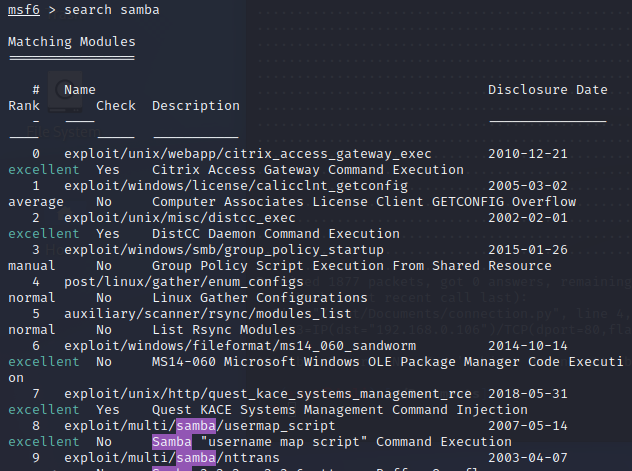 msf6 > search samba
Matching Modules
================
# Name Disclosure Date
Rank Check Description
- ---- ---------------
---- ----- -----------
0 exploit/unix/webapp/citrix_access_gateway_exec 2010-12-21
excellent Yes Citrix Access Gateway Command Execution
1 exploit/windows/license/calicclnt_getconfig 2005-03-02
average No Computer Associates License Client GETCONFIG Overflow
2 exploit/unix/misc/distcc_exec 2002-02-01
excellent Yes DistCC Daemon Command Execution
3 exploit/windows/smb/group_policy_startup 2015-01-26
manual No Group Policy Script Execution From Shared Resource
4 post/linux/gather/enum_configs
normal No Linux Gather Configurations
5 auxiliary/scanner/rsync/modules_list
normal No List Rsync Modules
6 exploit/windows/fileformat/ms14_060_sandworm 2014-10-14
excellent No MS14-060 Microsoft Windows OLE Package Manager Code Executi
on
7 exploit/unix/http/quest_kace_systems_management_rce 2018-05-31
excellent Yes Quest KACE Systems Management Command Injection
8 exploit/multi/samba/usermap_script 2007-05-14
excellent No Samba "username map script" Command Execution
9 exploit/multi/samba/nttrans 2003-04-07